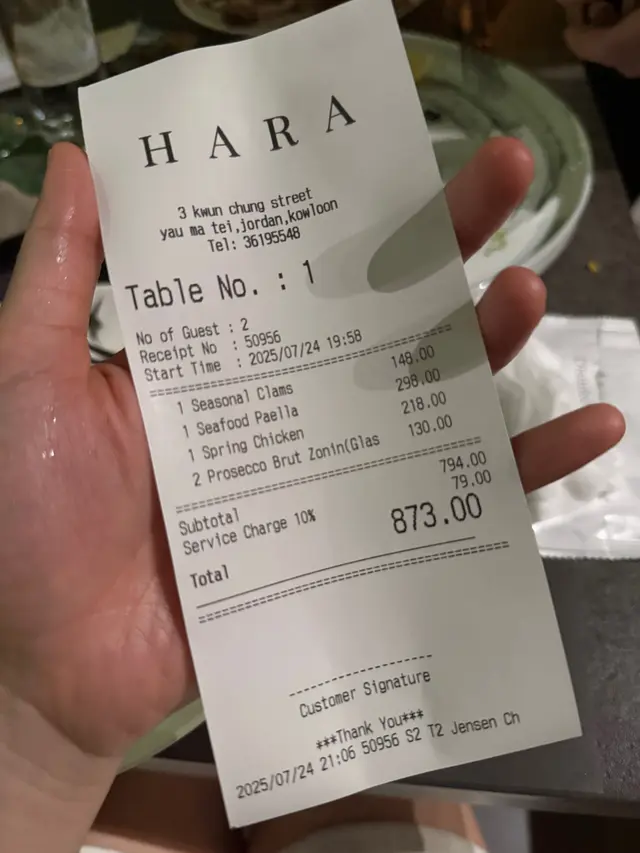 HARA
3 kwun chung street
yau ma tei,jordan,kowloon
Tel: 36195548
Table No. : 1
No of Guest : 2
Receipt No : 50956
Start Time : 2025/07/24 19:58
1 Seasonal Clams 148.00
1 Seafood Paella 298.00
1 Spring Chicken 218.00
2 Prosecco Brut Zonin(Glas 130.00
Subtotal 794.00
Service Charge 10% 79.00
Total 873.00
Customer Signature
***Thank You***
2025/07/24 21:06 50956 S2 T2 Jensen Ch